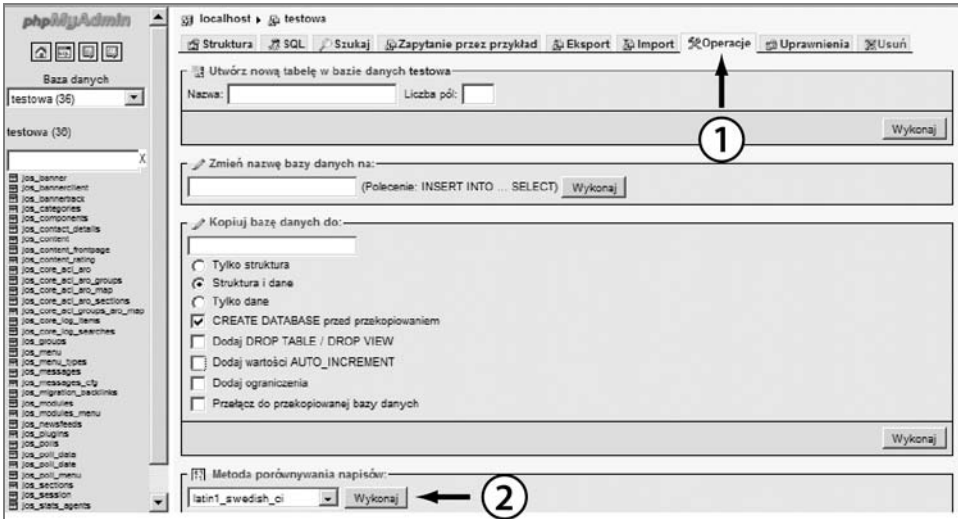 phpMyAdmin
Baza danych
testowa (36)
testowa (36)
X
jos_banner
jos_bannerclient
jos_bannertrack
jos_categories
jos_components
jos_contact_details
jos_content
jos_content_frontpage
jos_content_rating
jos_core_acl_aro
jos_core_acl_aro_groups
jos_core_acl_aro_map
jos_core_acl_aro_sections
jos_core_acl_groups_aro_map
jos_core_log_items
jos_core_log_searches
jos_groups
jos_menu
jos_menu_types
jos_messages
jos_messages_cfg
jos_migration_backlinks
jos_modules
jos_modules_menu
jos_newsfeeds
jos_plugins
jos_polls
jos_poll_data
jos_poll_date
jos_poll_menu
jos_sections
jos_session
jos_stats_agents
localhost testowa
Struktura SQL Szukaj Zapytanie przez przykład Eksport Import Operacje Uprawnienia Usuń
Utwórz nową tabelę w bazie danych testowa
Nazwa: Liczba pól:
1
Wykonaj
Zmień nazwę bazy danych na:
(Polecenie: INSERT INTO ... SELECT) Wykonaj
Kopiuj bazę danych do:
Tylko struktura
Struktura i dane
Tylko dane
CREATE DATABASE przed przekopiowaniem
Dodaj DROP TABLE / DROP VIEW
Dodaj wartości AUTO_INCREMENT
Dodaj ograniczenia
Przełącz do przekopiowanej bazy danych
Wykonaj
Metoda porównywania napisów:
latin1_swedish_ci Wykonaj
2